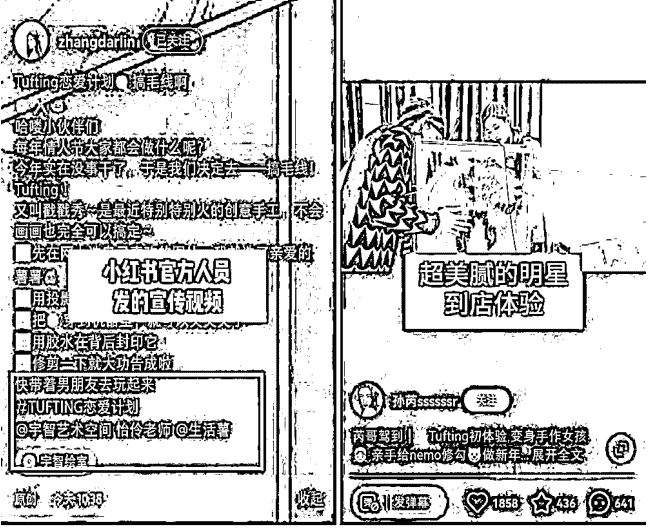 zhangdarlin
已关注
Tufting恋爱计划 搞毛线啊
哈喽小伙伴们
每年情人节大家都会做什么呢?
今年实在没事干了，于是我们决定去——搞毛线!
Tufting!
又叫戳戳秀~是最近特别特别火的创意手工，不会
画画也完全可以搞定~
先在
亲爱的
薯薯
小红书官方人员
发的宣传视频
用投影
把
用胶水在背后封印它
修剪一下就大功告成啦
快带着男朋友去玩起来
#TUFTING恋爱计划
@宇智艺术空间 怡伶老师 @生活薯
宇智绘室
收起
超美腻的明星
到店体验
孙芮ssssssr
关注
芮哥驾到 Tufting初体验,变身手作女孩
亲手给nemo修勾 做新年...展开全文
发弹幕
1858
436
641